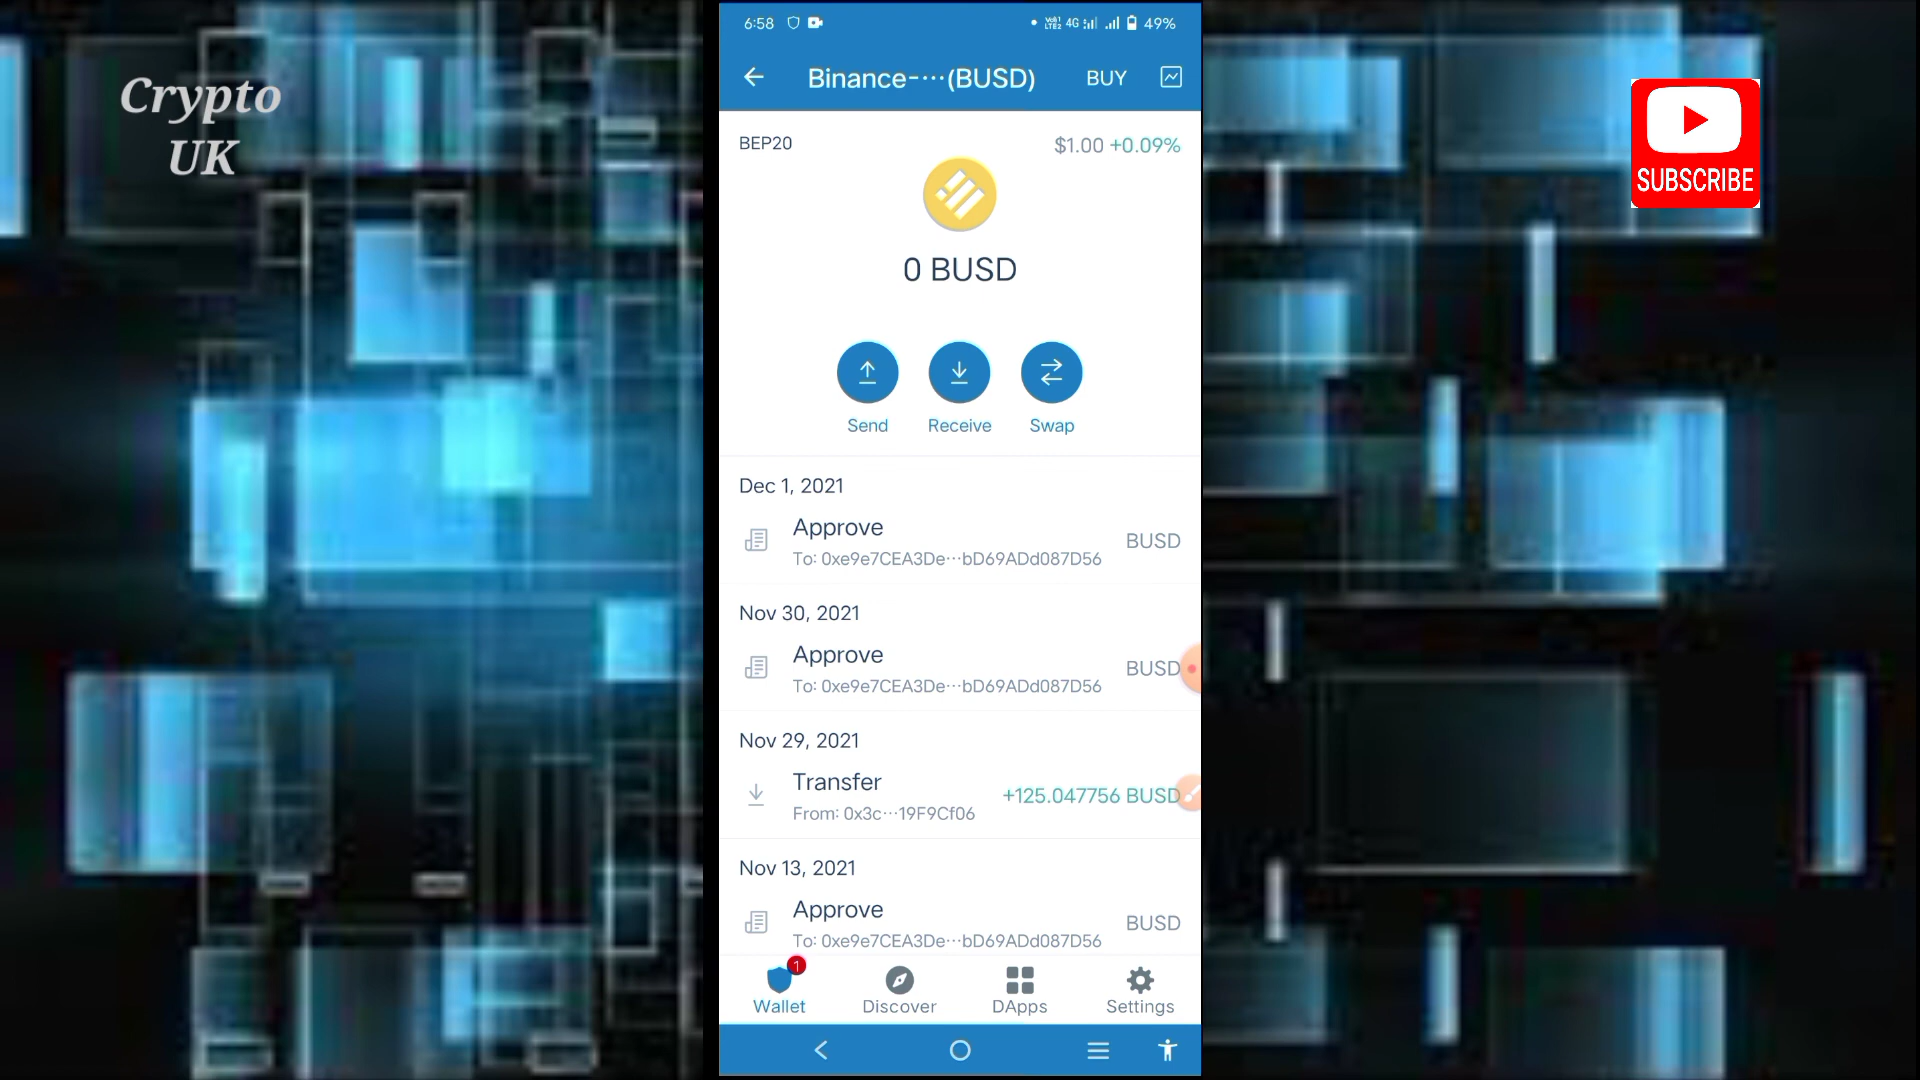 Crypto
UK
SUBSCRIBE
6:58
4G
49%
Binance-···(BUSD)
BUY
BEP20
$1.00 +0.09%
0 BUSD
Send
Receive
Swap
Dec 1, 2021
Approve
BUSD
To: 0xe9e7CEA3De···bD69ADd087D56
Nov 30, 2021
Approve
BUSD
To: 0xe9e7CEA3De···bD69ADd087D56
Nov 29, 2021
Transfer
+125.047756 BUSD
From: 0x3c···19F9Cf06
Nov 13, 2021
Approve
BUSD
To: 0xe9e7CEA3De···bD69ADd087D56
1
Wallet
Discover
DApps
Settings